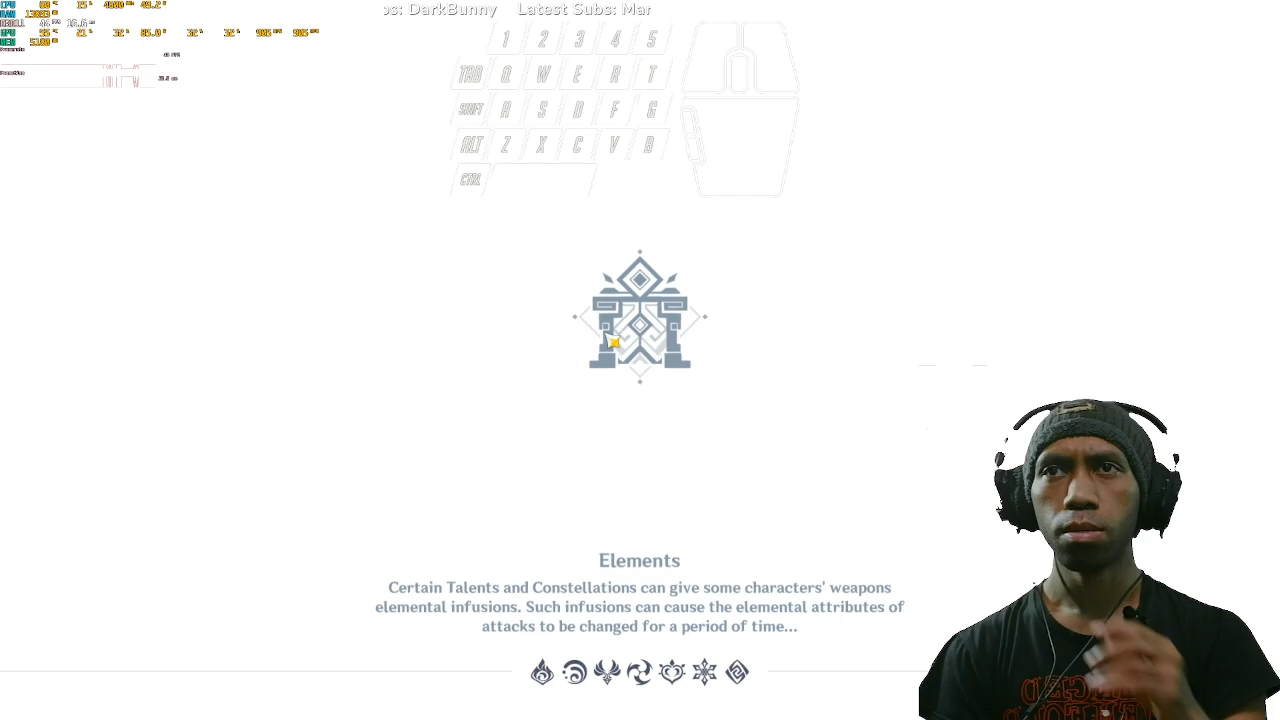 os: DarkBunny Latest Subs: Mar
1 2 3 4 5
TAB Q W E R T
SHIFT A S D F G
ALT Z X C V B
CTRL
Elements
Certain Talents and Constellations can give some characters' weapons
elemental infusions. Such infusions can cause the elemental attributes of
attacks to be changed for a period of time...